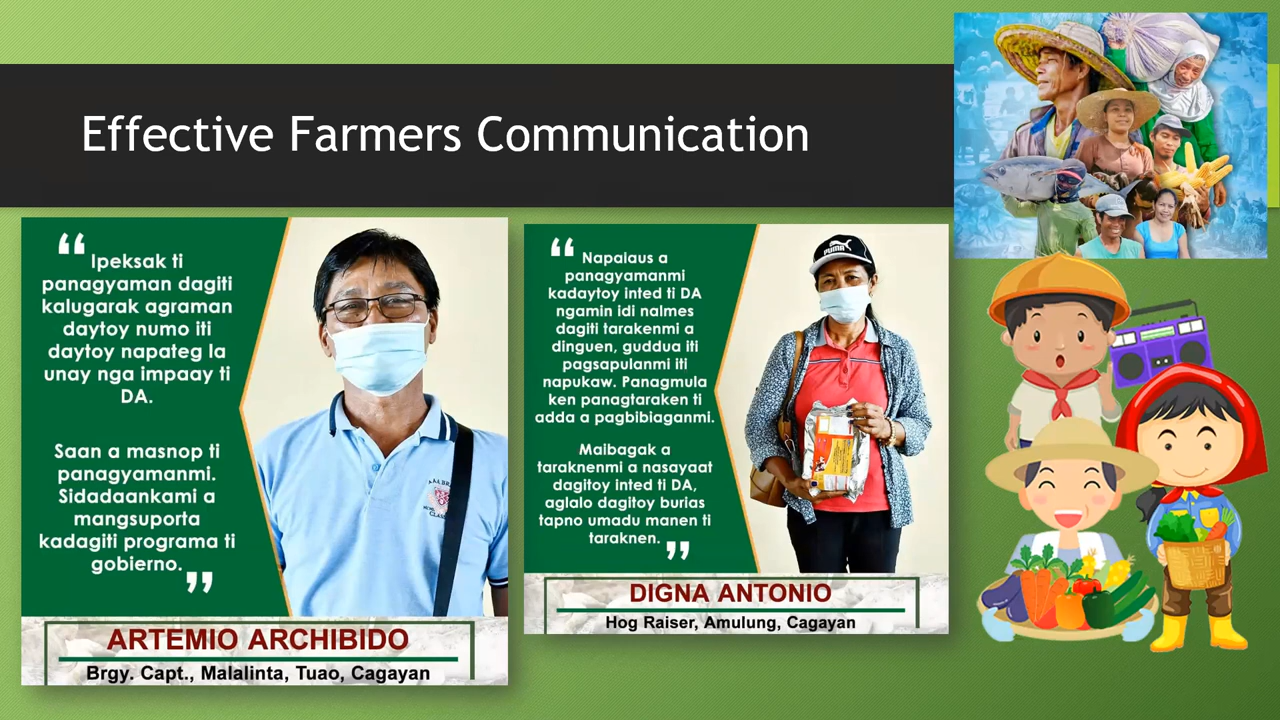 Effective Farmers Communication
“ Ipeksak ti
panagyaman dagiti
kalugarak agraman
daytoy numo iti
daytoy napateg la
unay nga impaay ti
DA.
Saan a masnop ti
panagyamanmi.
Sidadaankami a
mangsuporta
kadagiti programa ti
gobierno. ”
ARTEMIO ARCHIBIDO
Brgy. Capt., Malalinta, Tuao, Cagayan
“ Napalaus a
panagyamanmi
kadaytoy inted ti DA
ngamin idi nalmes
dagiti tarakenmi a
dinguen, guddua iti
pagsapulanmi iti
napukaw. Panagmula
ken panagtaraken ti
adda a pagbibiaganmi.
Maibagak a
taraknenmi a nasayaat
dagitoy inted ti DA,
aglalo dagitoy burias
tapno umadu manen ti
taraknen. ”
PUMA
DIGNA ANTONIO
Hog Raiser, Amulung, Cagayan